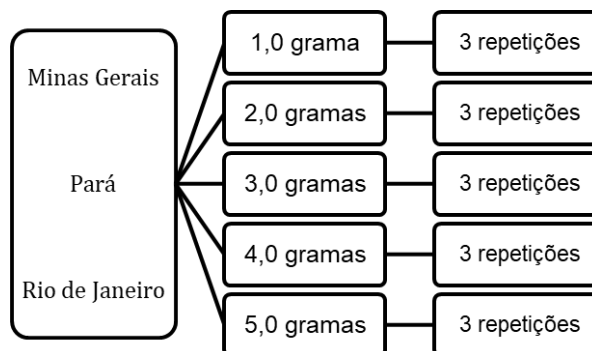 Minas Gerais
Pará
Rio de Janeiro
1,0 grama
3 repetições
2,0 gramas
3 repetições
3,0 gramas
3 repetições
4,0 gramas
3 repetições
5,0 gramas
3 repetições